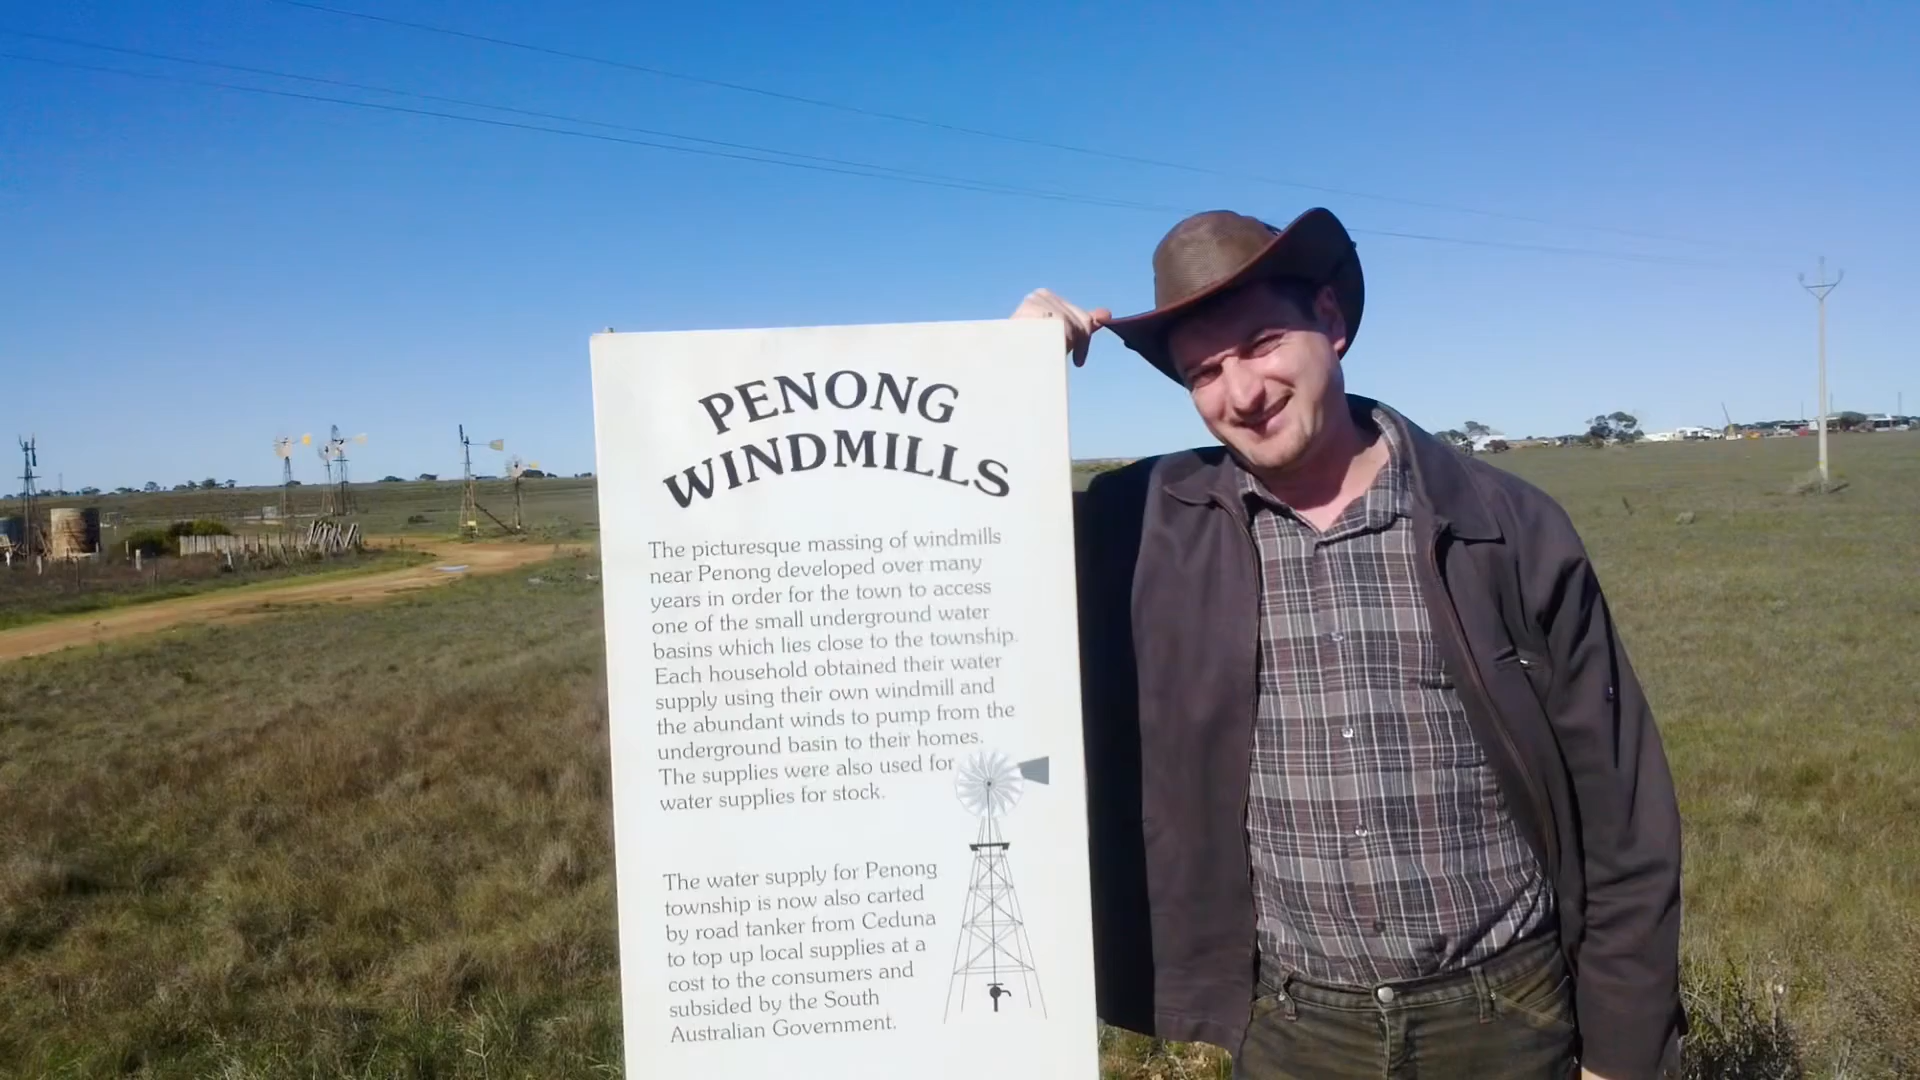 PENONG
WINDMILLS
The picturesque massing of windmills
near Penong developed over many
years in order for the town to access
one of the small underground water
basins which lies close to the township.
Each household obtained their water
supply using their own windmill and
the abundant winds to pump from the
underground basin to their homes.
The supplies were also used for
water supplies for stock.
The water supply for Penong
township is now also carted
by road tanker from Ceduna
to top up local supplies at a
cost to the consumers and
subsided by the South
Australian Government.